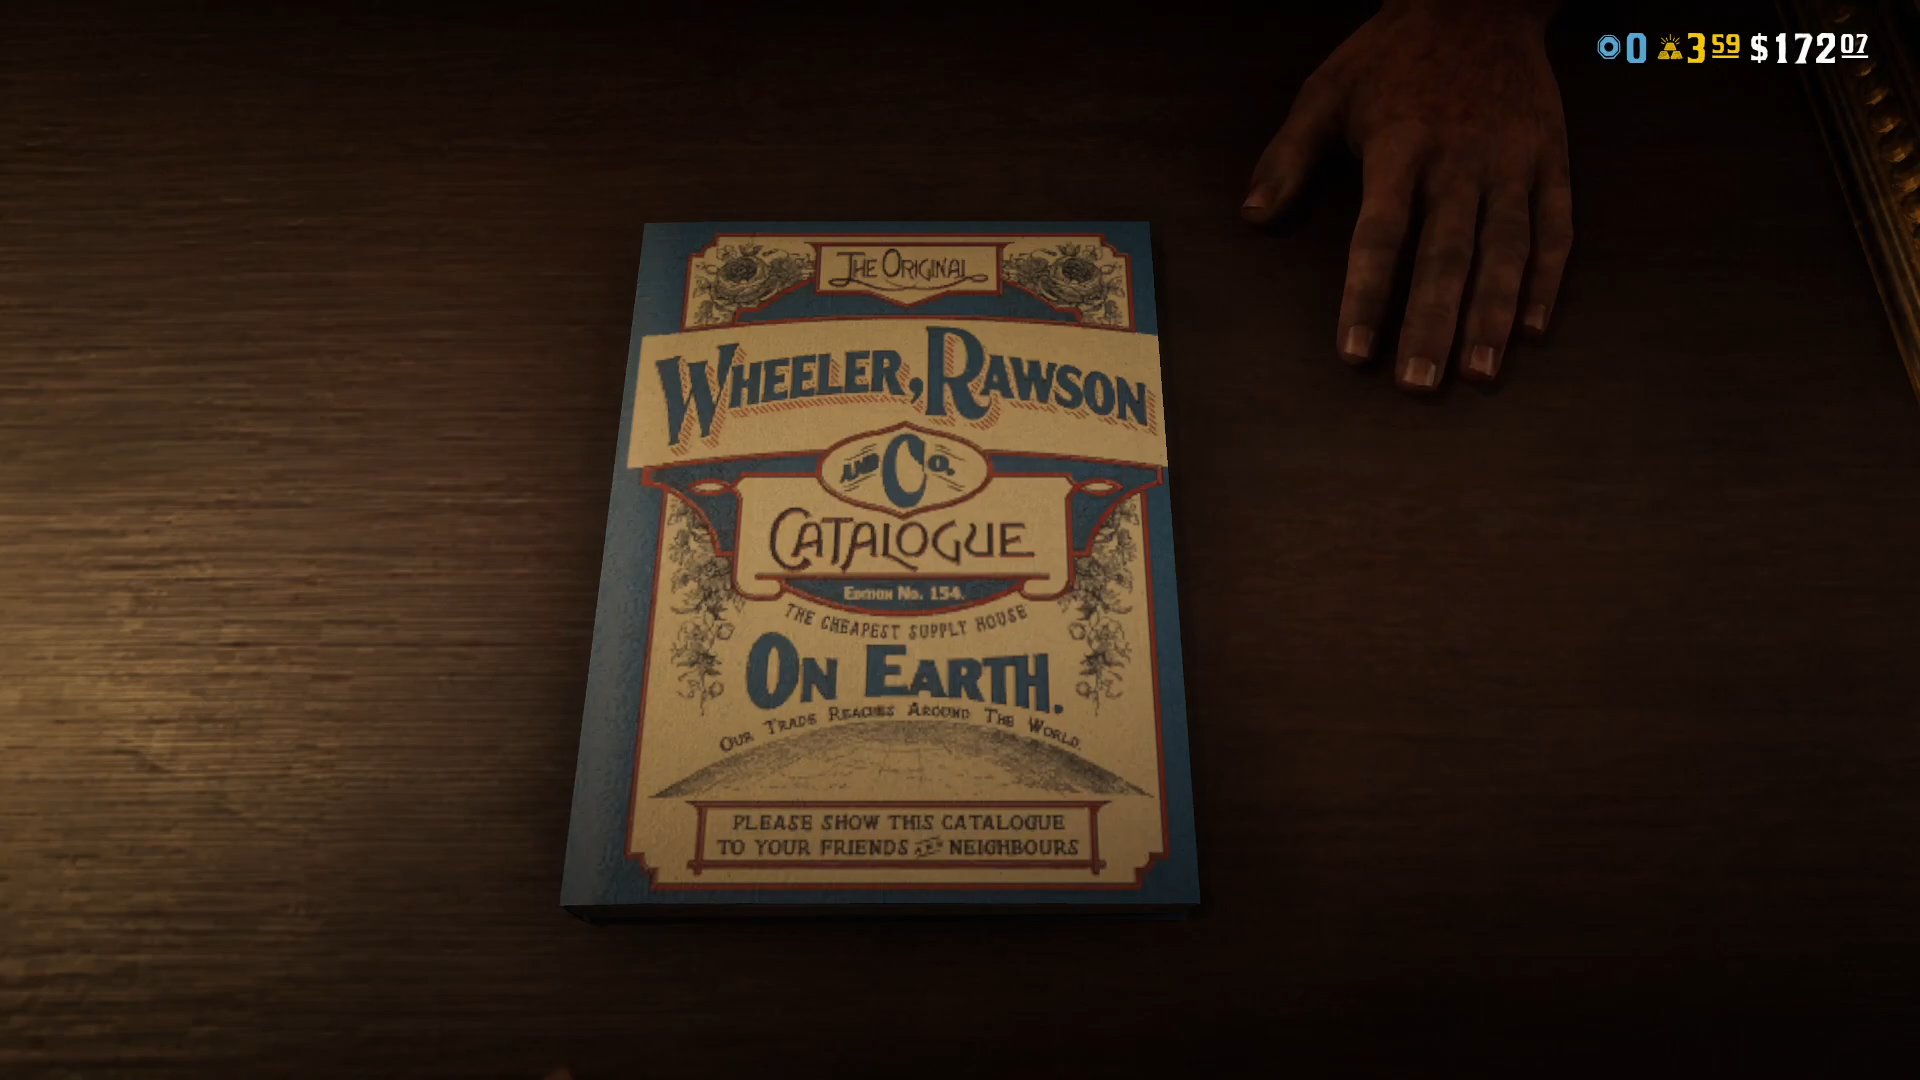 0 3 59 $172 07
THE ORIGINAL
WHEELER, RAWSON
AND CO.
CATALOGUE
EDITION No. 154.
THE CHEAPEST SUPPLY HOUSE
ON EARTH.
OUR TRADE REACHES AROUND THE WORLD.
PLEASE SHOW THIS CATALOGUE
TO YOUR FRIENDS AND NEIGHBOURS